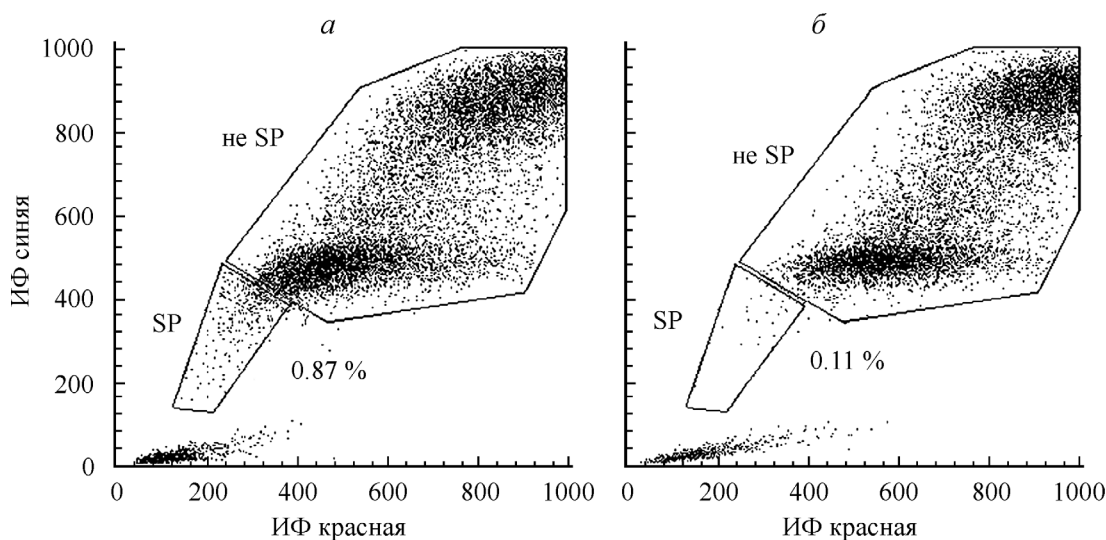 а
б
1000
800
600
400
200
0
ИФ синяя
не SP
SP
0.87 %
0 200 400 600 800 1000
ИФ красная
не SP
SP
0.11 %
0 200 400 600 800 1000
ИФ красная